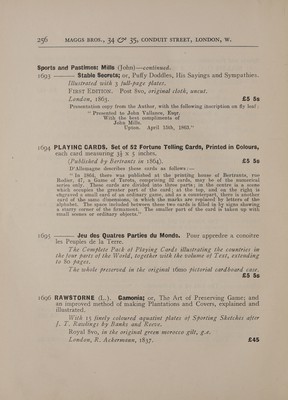 256 MAGGS BROS., 34 & 35, CONDUIT STREET, LONDON, W.
Sports and Pastimes: Mills (John)—continued.
1693 ——— Stable Secrets; or, Puffy Doddles, His Sayings and Sympathies.
Illustrated with 3 full-page plates.
FIRST EDITION. Post 8vo, original cloth, uncut.
London, 1863. £5 5s
Presentation copy from the Author, with the following inscription on fly leaf:
" Presented to John Vallance, Esqr.
With the best compliments of
John Mills.
Upton. April 15th, 1863."
1694 PLAYING CARDS. Set of 52 Fortune Telling Cards, Printed in Colours,
each card measuring 3½ x 5 inches.
(Published by Bertrants in 1864). £5 5s
D'Allemagne describes these cards as follows:—
" In 1864, there was published at the printing house of Bertrants, rue
Bodier, 47, a Game of Tarots, complete in 52 cards, may be of the numerical
series only. These cards are divided into three parts; in the centre is a scene
which occupies the greater part of the card; at the top, and on the right is
engraved a small card of an ordinary game, and as a counterpart, there is another
card of the same dimensions, in which the marks are replaced by letters of the
alphabet. The space included between these two cards is filled in by signs showing
a starry corner of the firmament. The smaller part of the card is taken up with
small scenes or ordinary objects."
1695 ——— Jeu des Quatres Parties du Monde. Pour apprendre a conoitre
les Peuples de la Terre.
The Complete Pack of Playing Cards illustrating the countries in
the four parts of the World, together with the volume of Text, extending
to 80 pages.
The whole preserved in the original 16mo pictorial cardboard case.
£5 5s
1696 RAWSTORNE (L.). Gamonia; or, The Art of Preserving Game; and
an improved method of making Plantations and Covers, explained and
illustrated.
With 15 finely coloured aquatint plates of Sporting Sketches after
J. T. Rawlings by Banks and Reeve.
Royal 8vo, in the original green morocco gilt, g.e.
London, R. Ackermann, 1837. £45